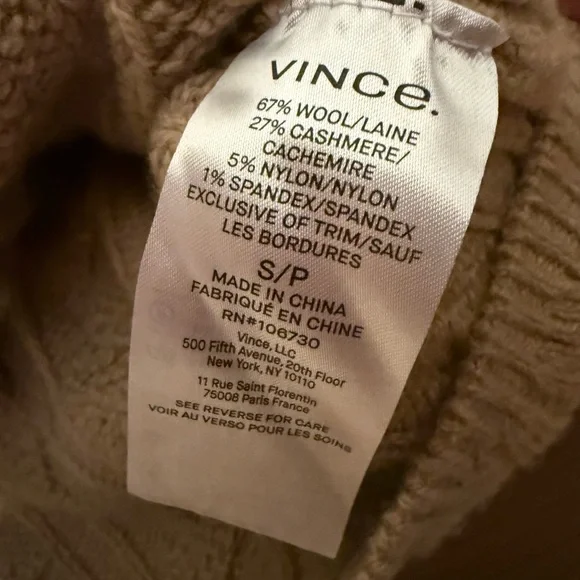 VINCe.
67% WOOL/LAINE
27% CASHMERE/
CACHEMIRE
5% NYLON/NYLON
1% SPANDEX/SPANDEX
EXCLUSIVE OF TRIM/SAUF
LES BORDURES
S/P
MADE IN CHINA
FABRIQUÉ EN CHINE
RN#106730
Vince, LLC
500 Fifth Avenue, 20th Floor
New York, NY 10110
11 Rue Saint Florentin
75008 Paris France
SEE REVERSE FOR CARE
VOIR AU VERSO POUR LES SOINS